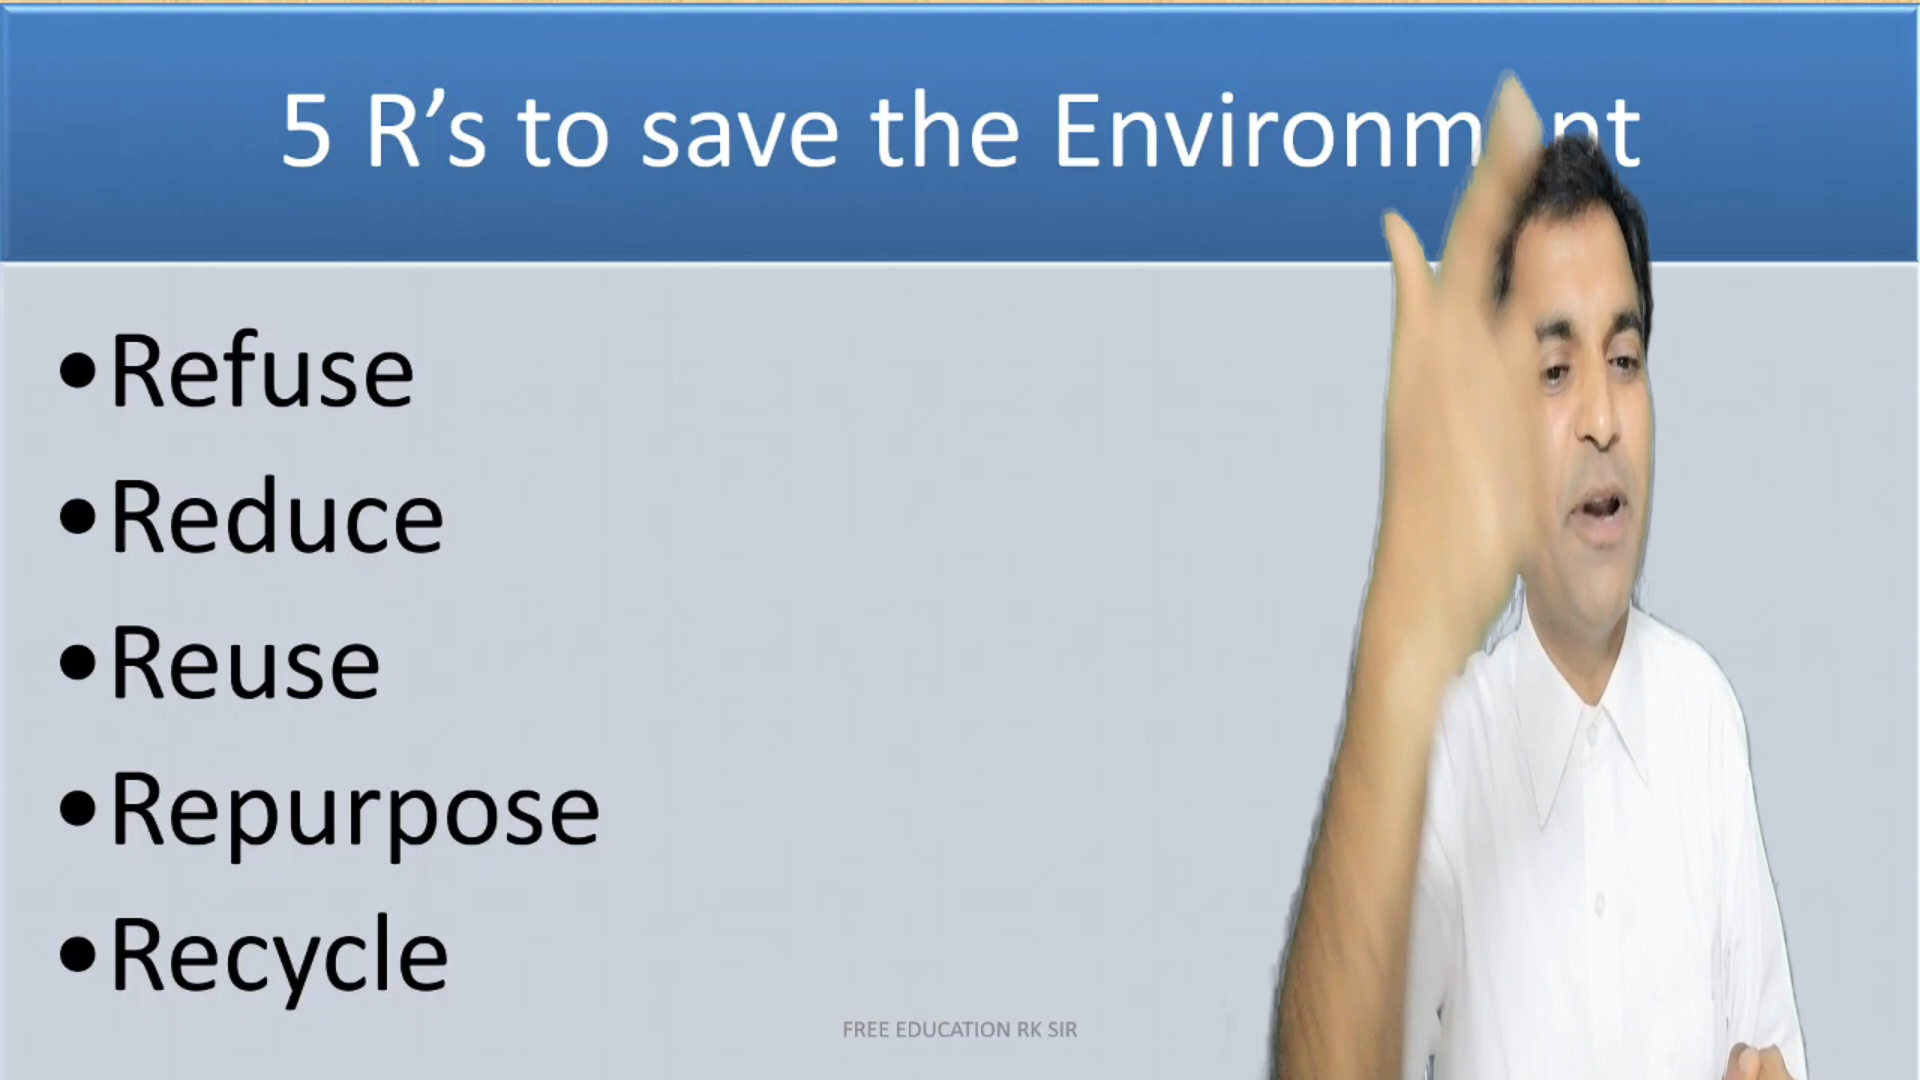 5 R's to save the Environm nt
•Refuse
•Reduce
•Reuse
•Repurpose
•Recycle
FREE EDUCATION RK SIR